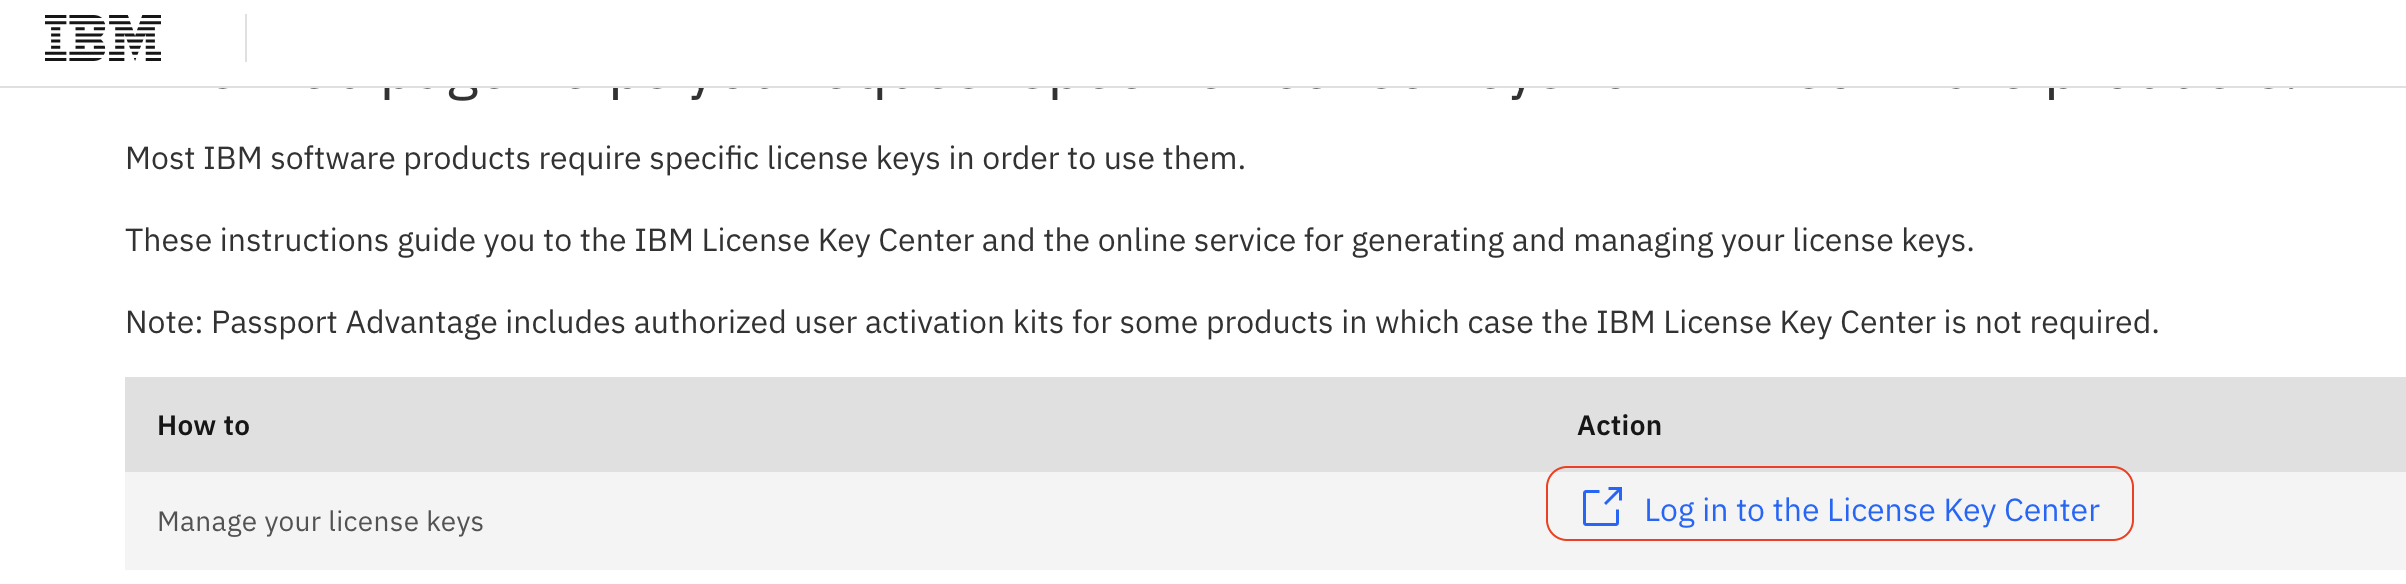 IBM
Most IBM software products require specific license keys in order to use them.
These instructions guide you to the IBM License Key Center and the online service for generating and managing your license keys.
Note: Passport Advantage includes authorized user activation kits for some products in which case the IBM License Key Center is not required.
How to Action
Manage your license keys Log in to the License Key Center